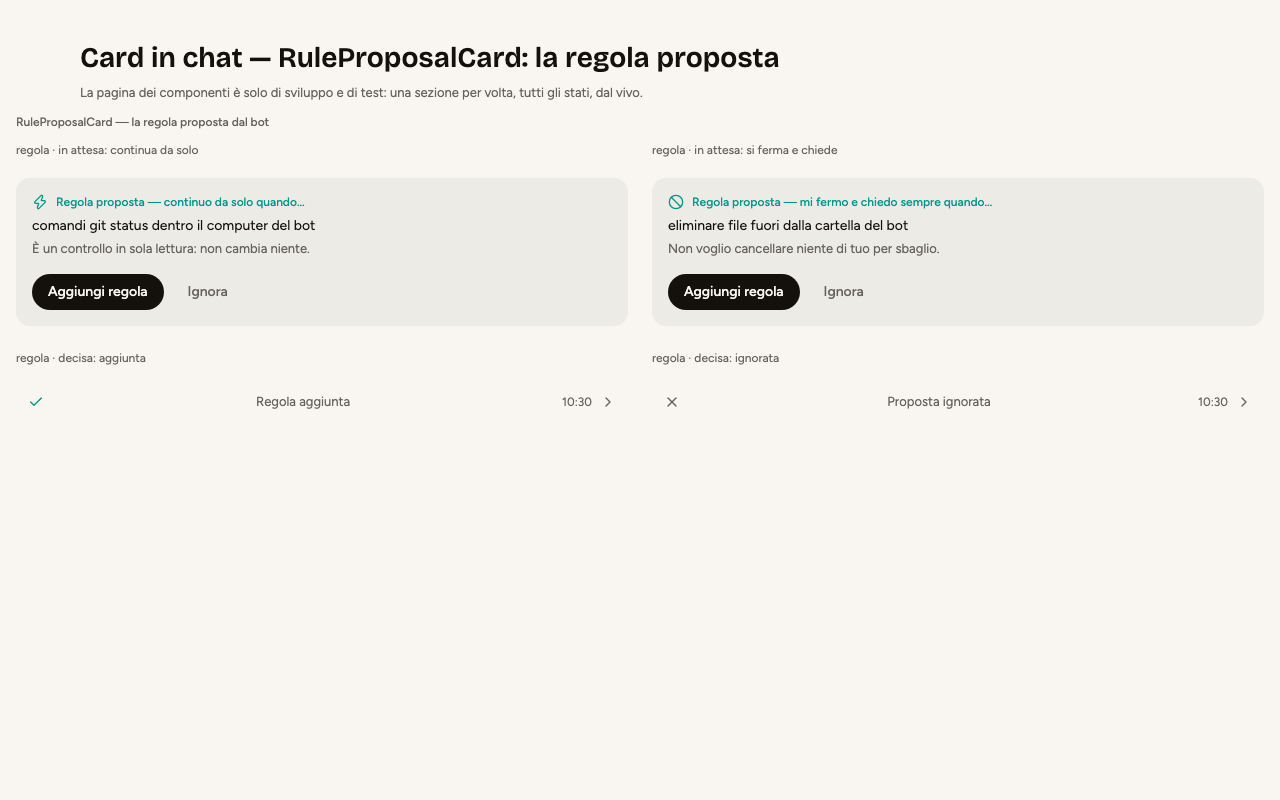 Card in chat — RuleProposalCard: la regola proposta
La pagina dei componenti è solo di sviluppo e di test: una sezione per volta, tutti gli stati, dal vivo.
RuleProposalCard — la regola proposta dal bot
regola · in attesa: continua da solo
Regola proposta — continuo da solo quando…
comandi git status dentro il computer del bot
È un controllo in sola lettura: non cambia niente.
Aggiungi regola
Ignora
regola · in attesa: si ferma e chiede
Regola proposta — mi fermo e chiedo sempre quando…
eliminare file fuori dalla cartella del bot
Non voglio cancellare niente di tuo per sbaglio.
Aggiungi regola
Ignora
regola · decisa: aggiunta
Regola aggiunta
10:30
regola · decisa: ignorata
Proposta ignorata
10:30